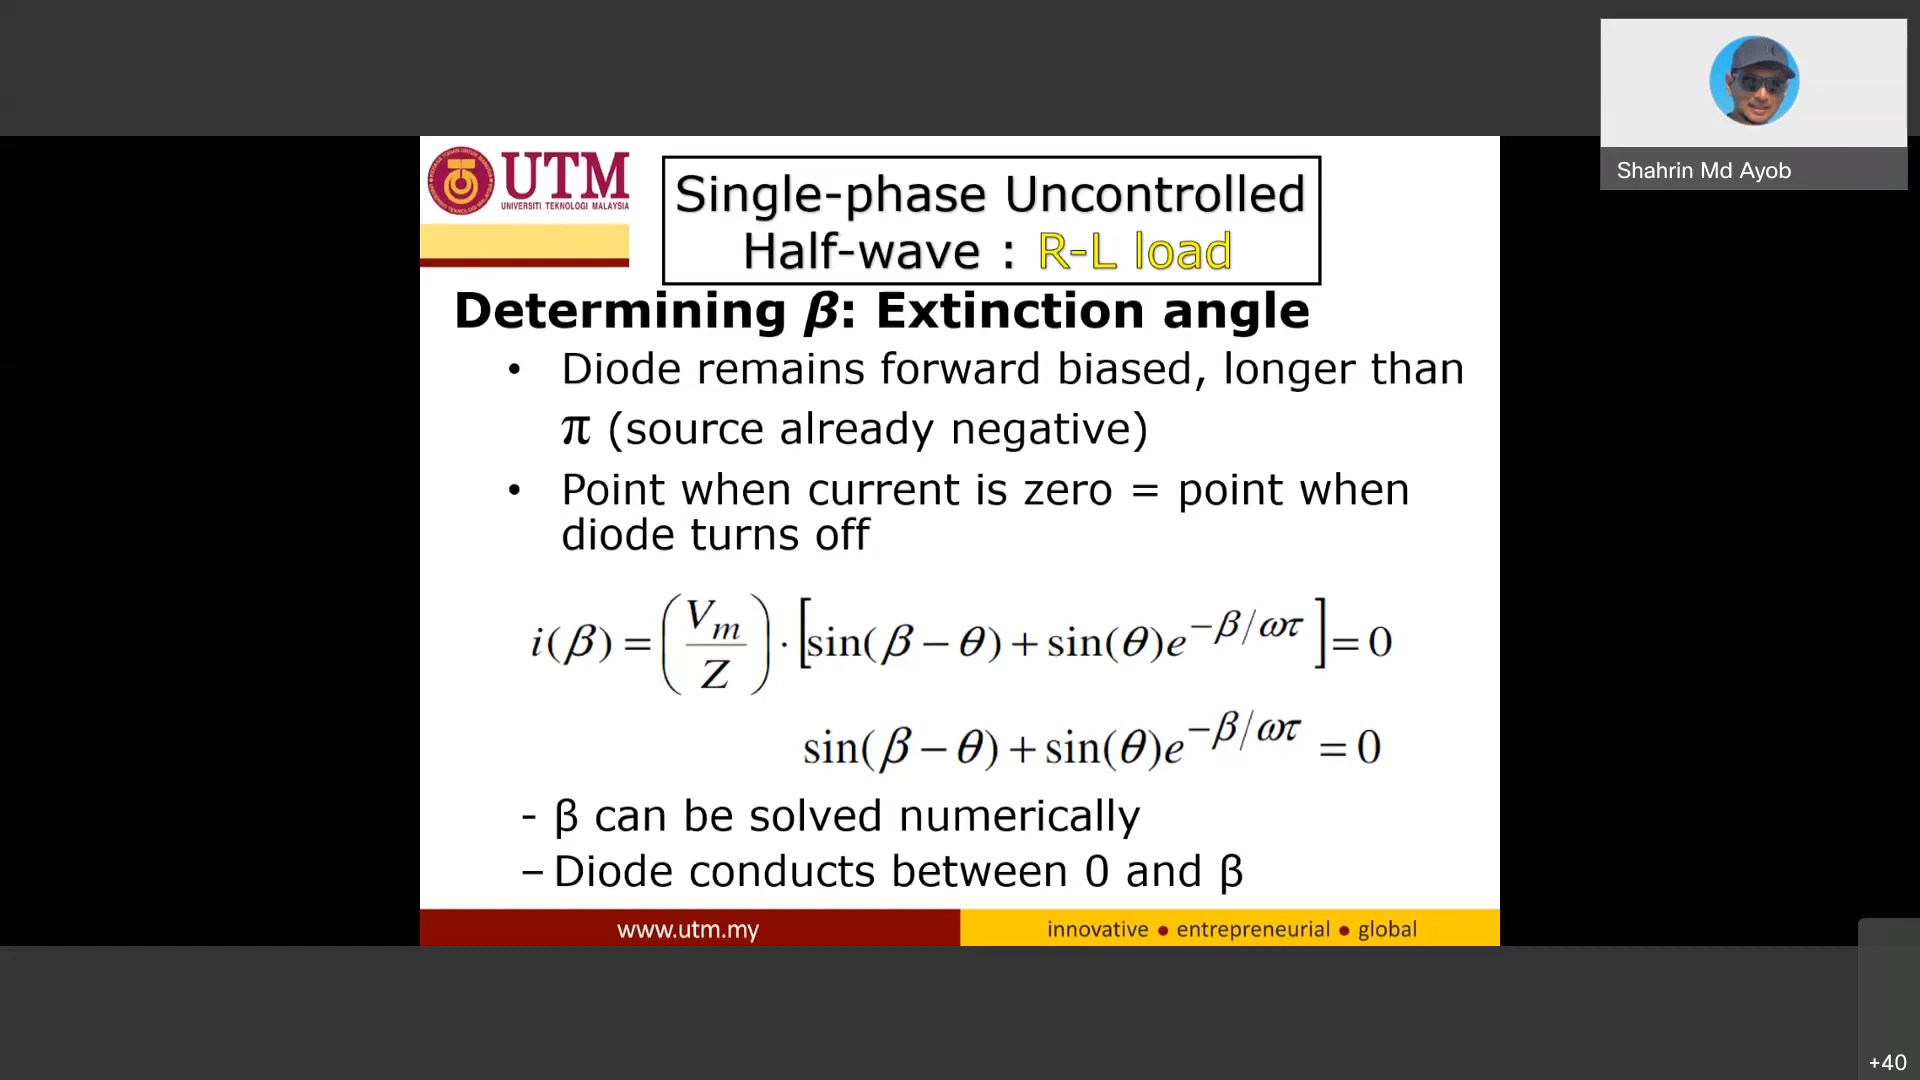 Shahrin Md Ayob
UTM
UNIVERSITI TEKNOLOGI MALAYSIA
Single-phase Uncontrolled
Half-wave : R-L load
Determining β: Extinction angle
• Diode remains forward biased, longer than
π (source already negative)
• Point when current is zero = point when
diode turns off
i(β) = (Vm/Z) · [sin(β − θ) + sin(θ)e^−β/ωτ] = 0
sin(β − θ) + sin(θ)e^−β/ωτ = 0
- β can be solved numerically
– Diode conducts between 0 and β
www.utm.my
innovative ● entrepreneurial ● global
+40